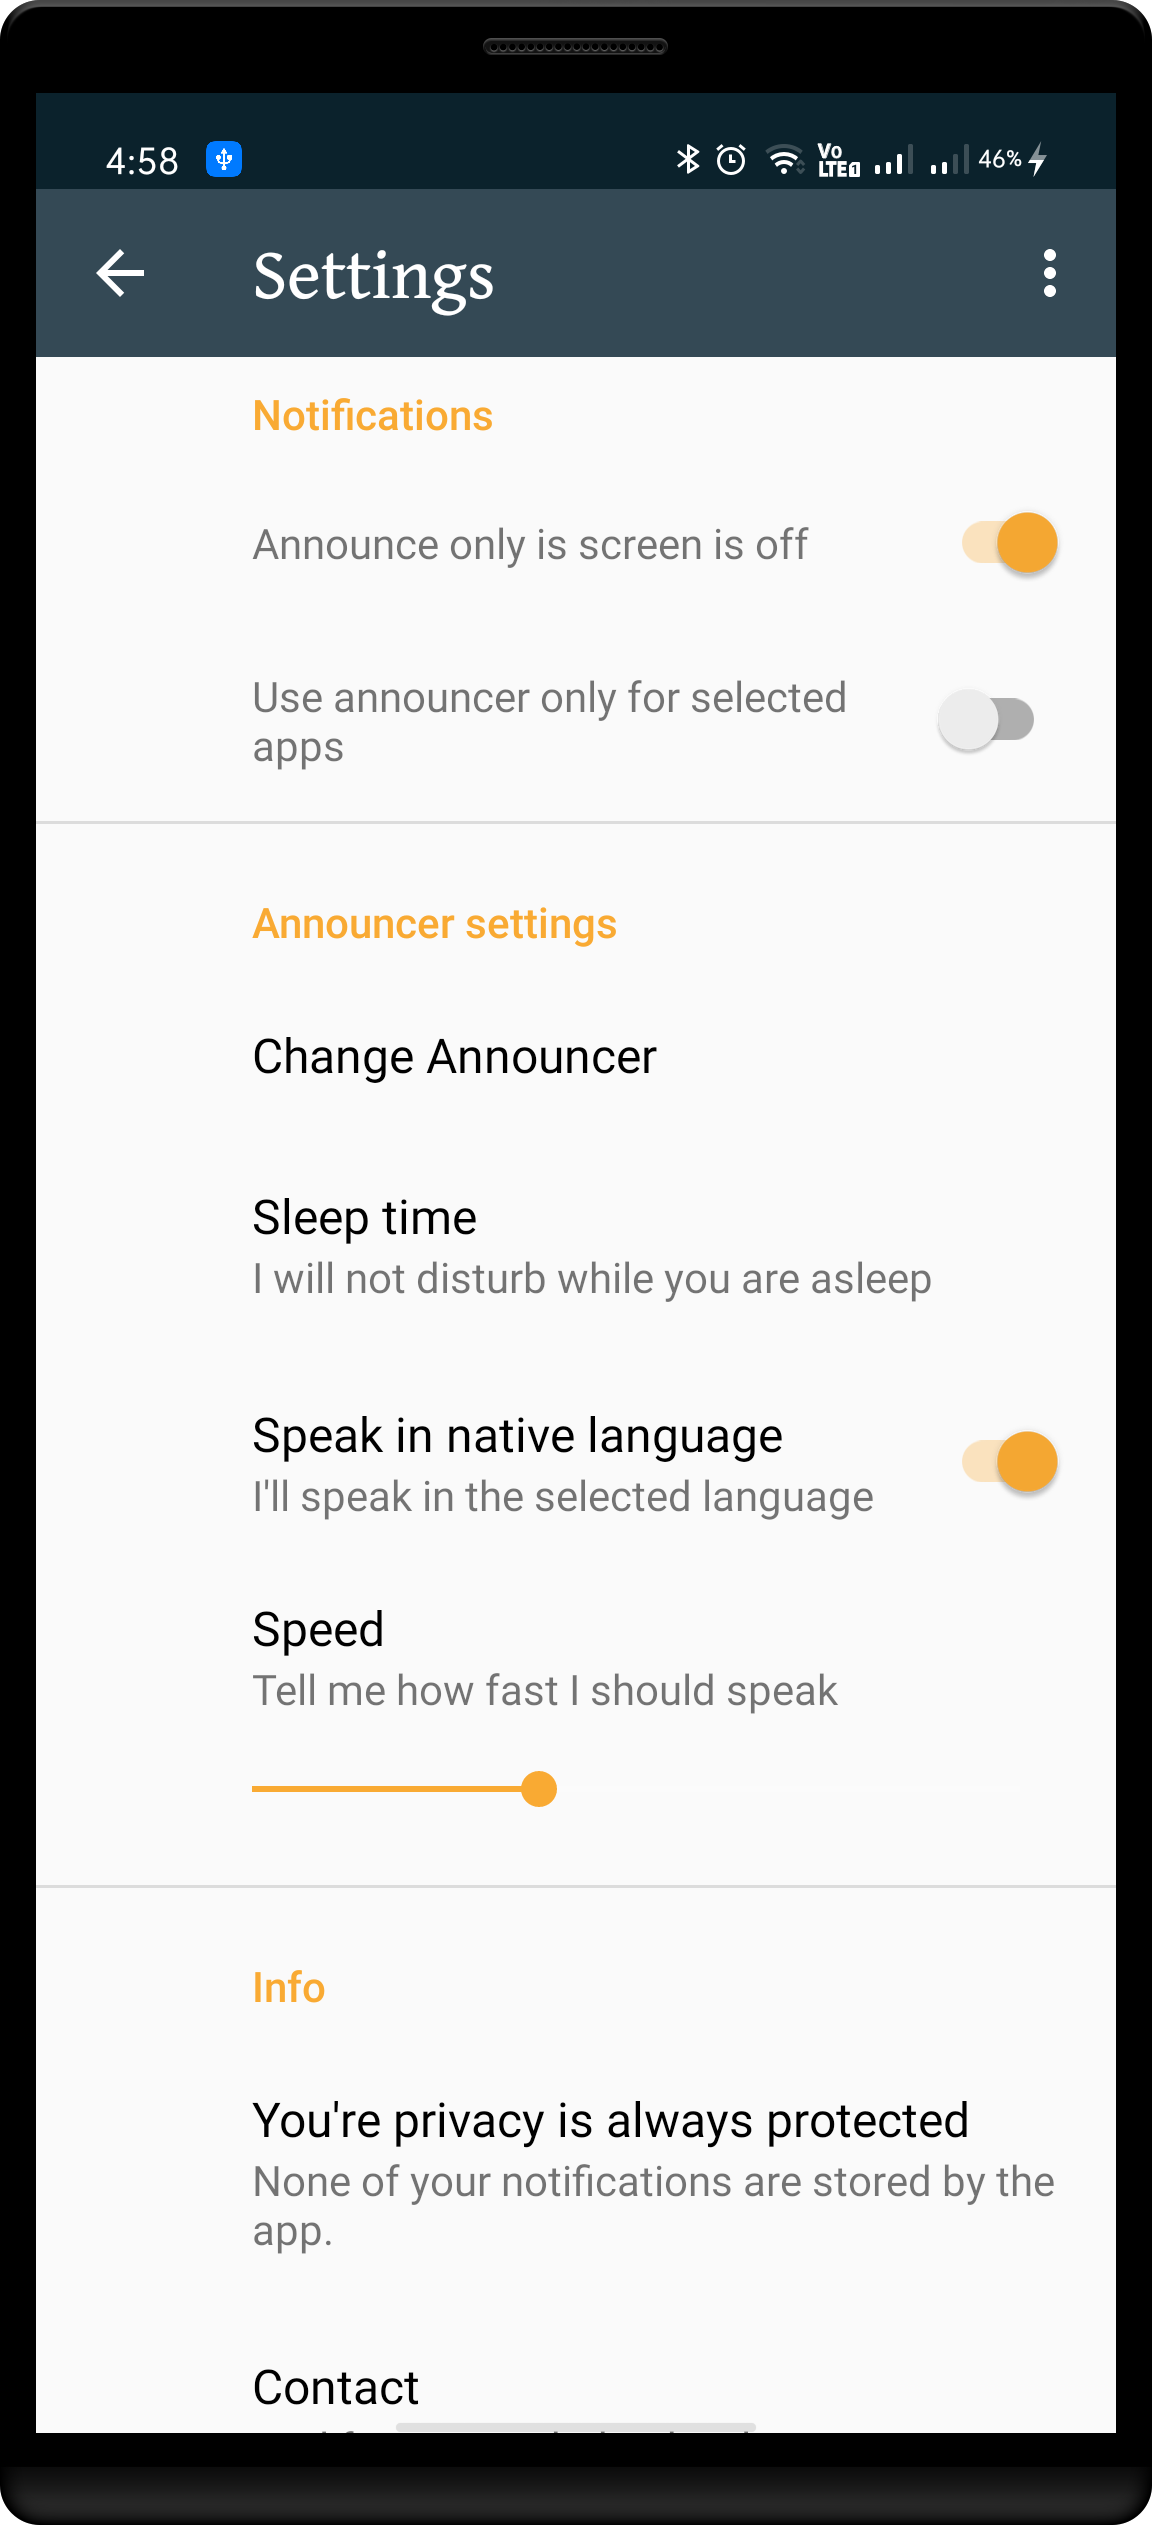 4:58
Vo
LTE1
46%
Settings
Notifications
Announce only is screen is off
Use announcer only for selected
apps
Announcer settings
Change Announcer
Sleep time
I will not disturb while you are asleep
Speak in native language
I'll speak in the selected language
Speed
Tell me how fast I should speak
Info
You're privacy is always protected
None of your notifications are stored by the
app.
Contact